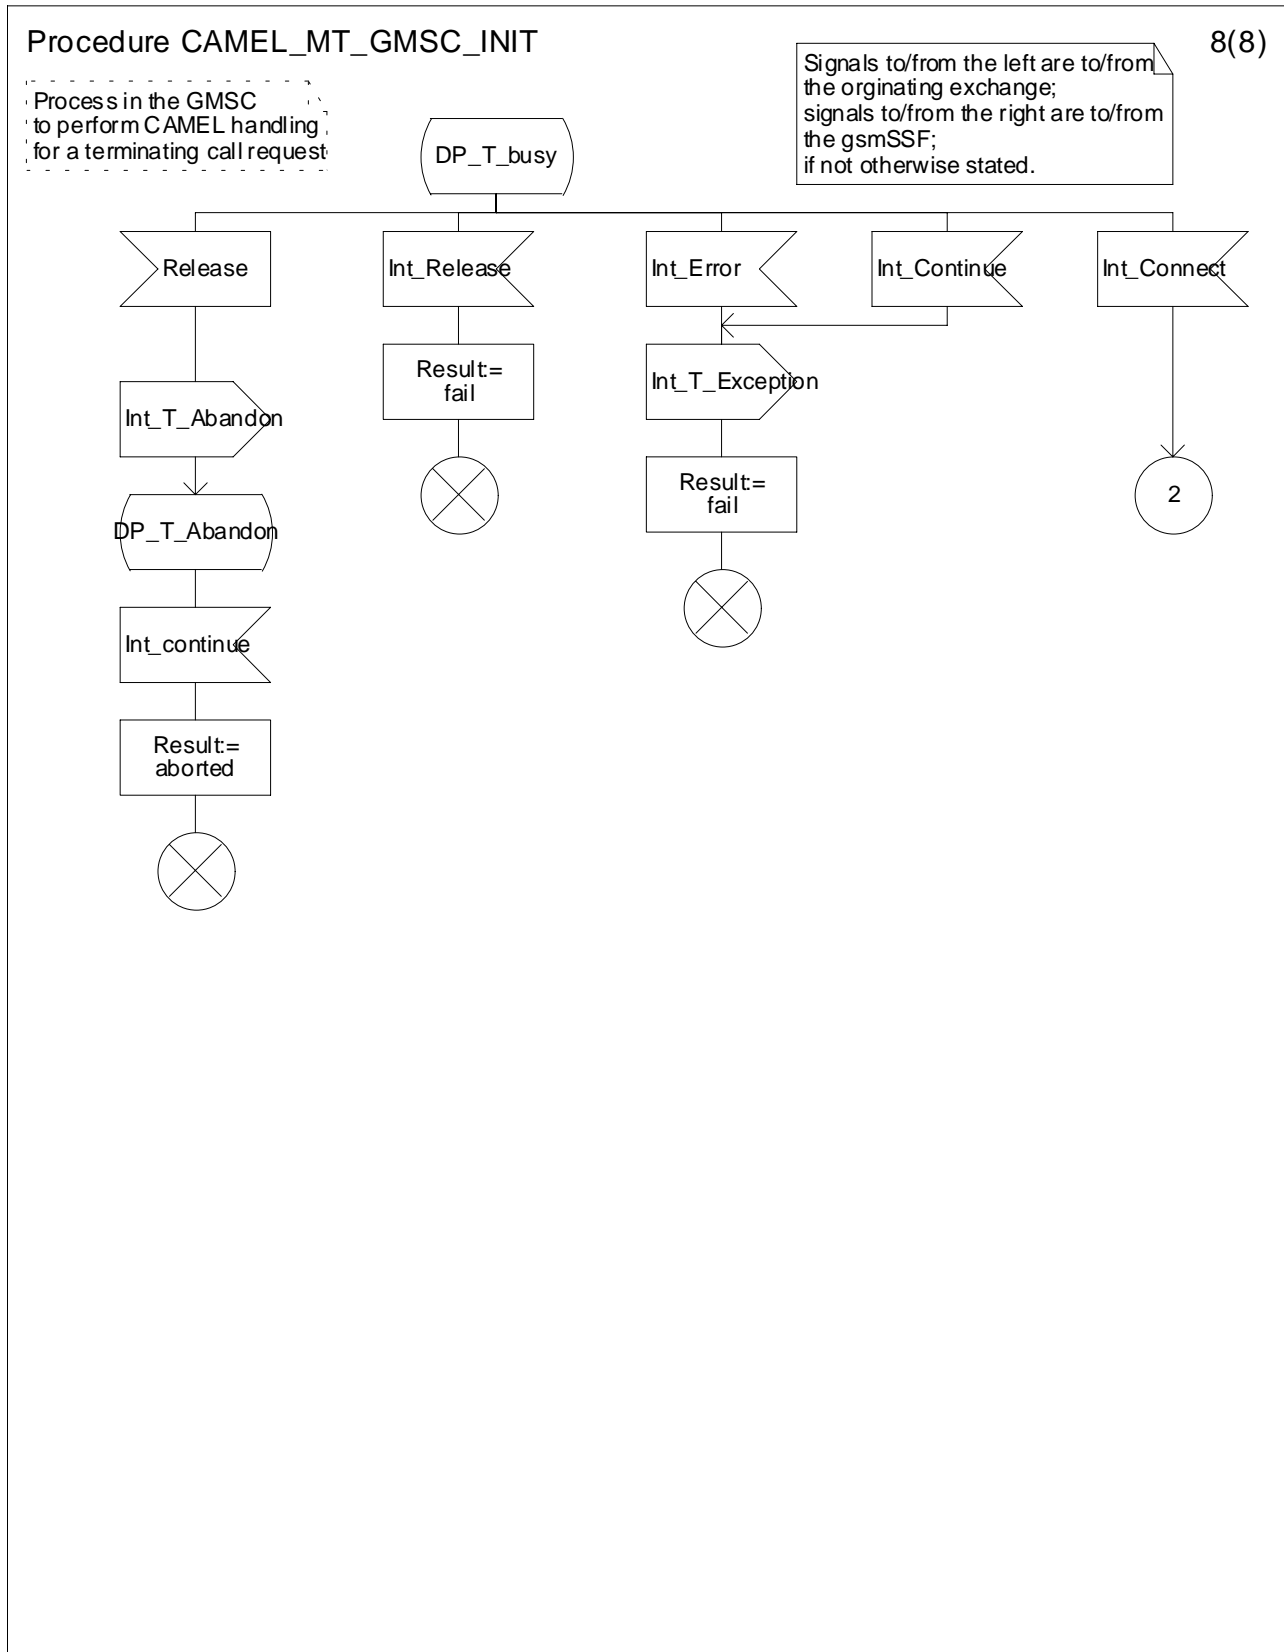 Procedure CAMEL_MT_GMSC_INIT
8(8)
Process in the GMSC
to perform CAMEL handling
for a terminating call request
Signals to/from the left are to/from
the orginating exchange;
signals to/from the right are to/from
the gsmSSF;
if not otherwise stated.
DP_T_busy
Release
Int_Release
Int_Error
Int_Continue
Int_Connect
Int_T_Abandon
Result:=
fail
Int_T_Exception
2
DP_T_Abandon
Result:=
fail
Int_continue
Result:=
aborted